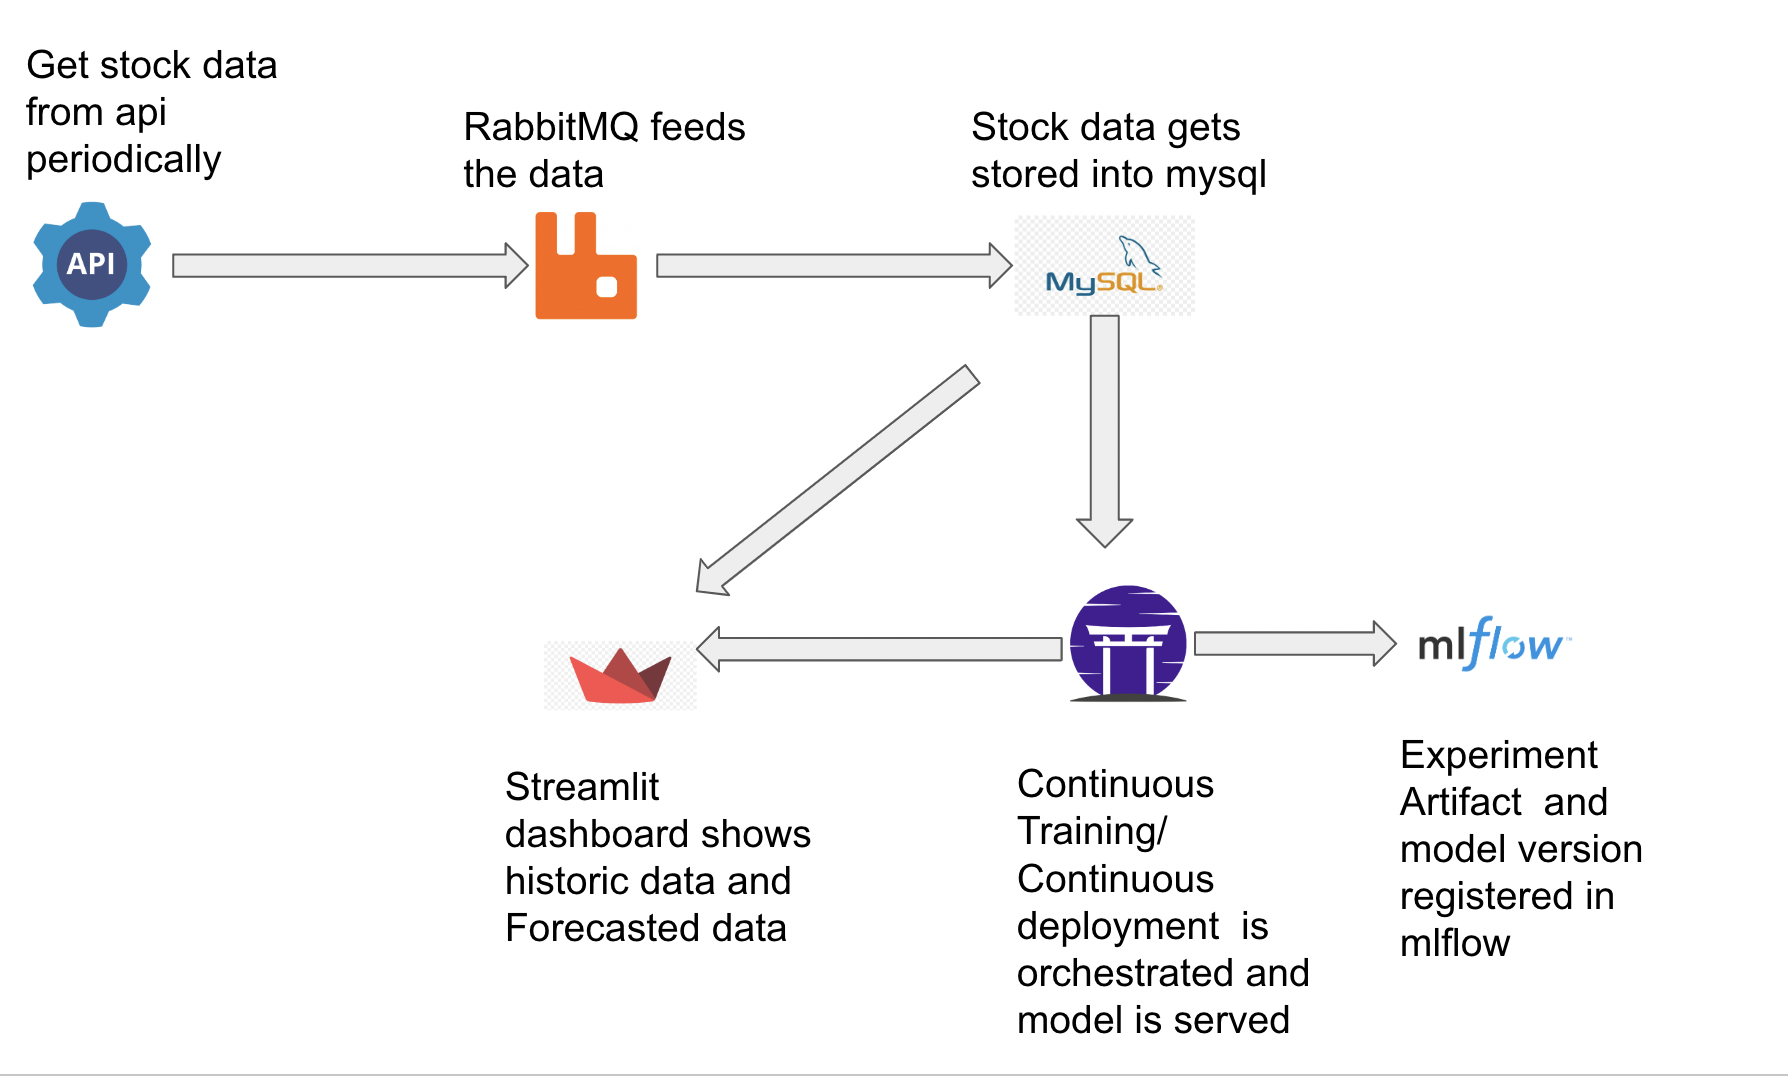 Get stock data
from api
periodically
API
RabbitMQ feeds
the data
Stock data gets
stored into mysql
MySQL®
mlflow™
Streamlit
dashboard shows
historic data and
Forecasted data
Continuous
Training/
Continuous
deployment  is
orchestrated and
model is served
Experiment
Artifact  and
model version
registered in
mlflow